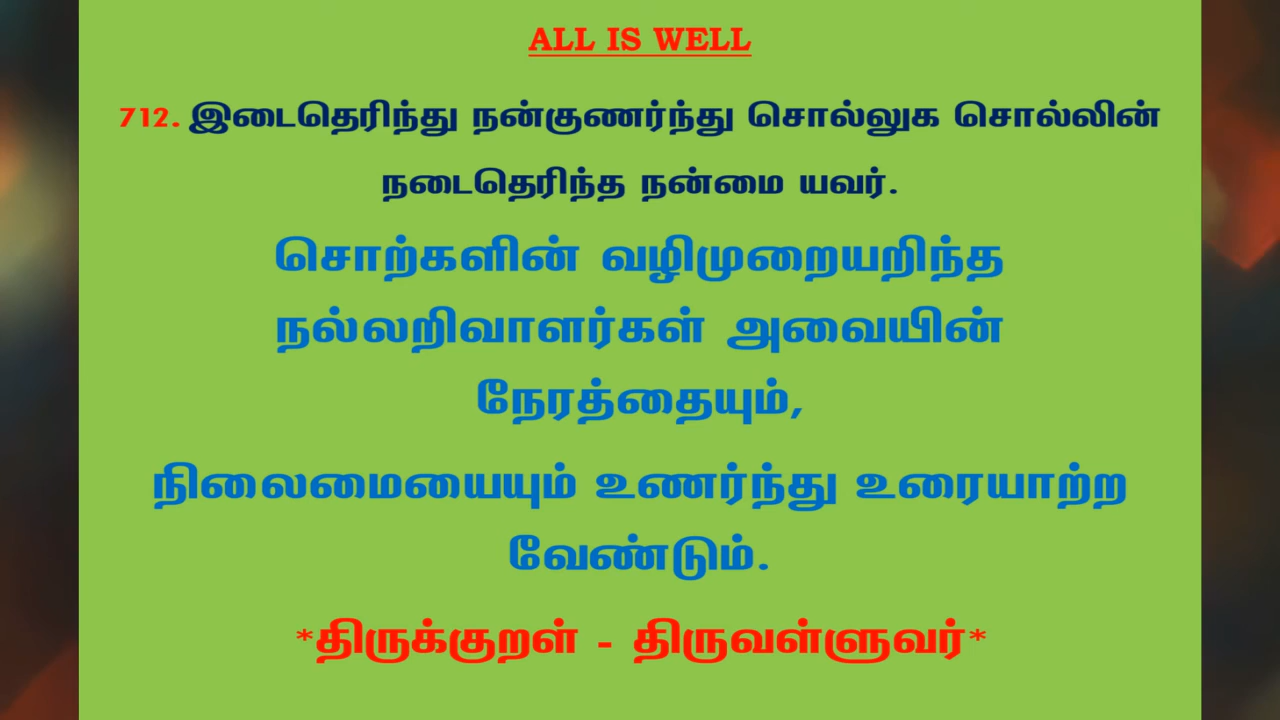 ALL IS WELL
712. இடைதெரிந்து நன்குணர்ந்து சொல்லுக சொல்லின்
நடைதெரிந்த நன்மை யவர்.
சொற்களின் வழிமுறையறிந்த
நல்லறிவாளர்கள் அவையின்
நேரத்தையும்,
நிலைமையையும் உணர்ந்து உரையாற்ற
வேண்டும்.
*திருக்குறள் - திருவள்ளுவர்*